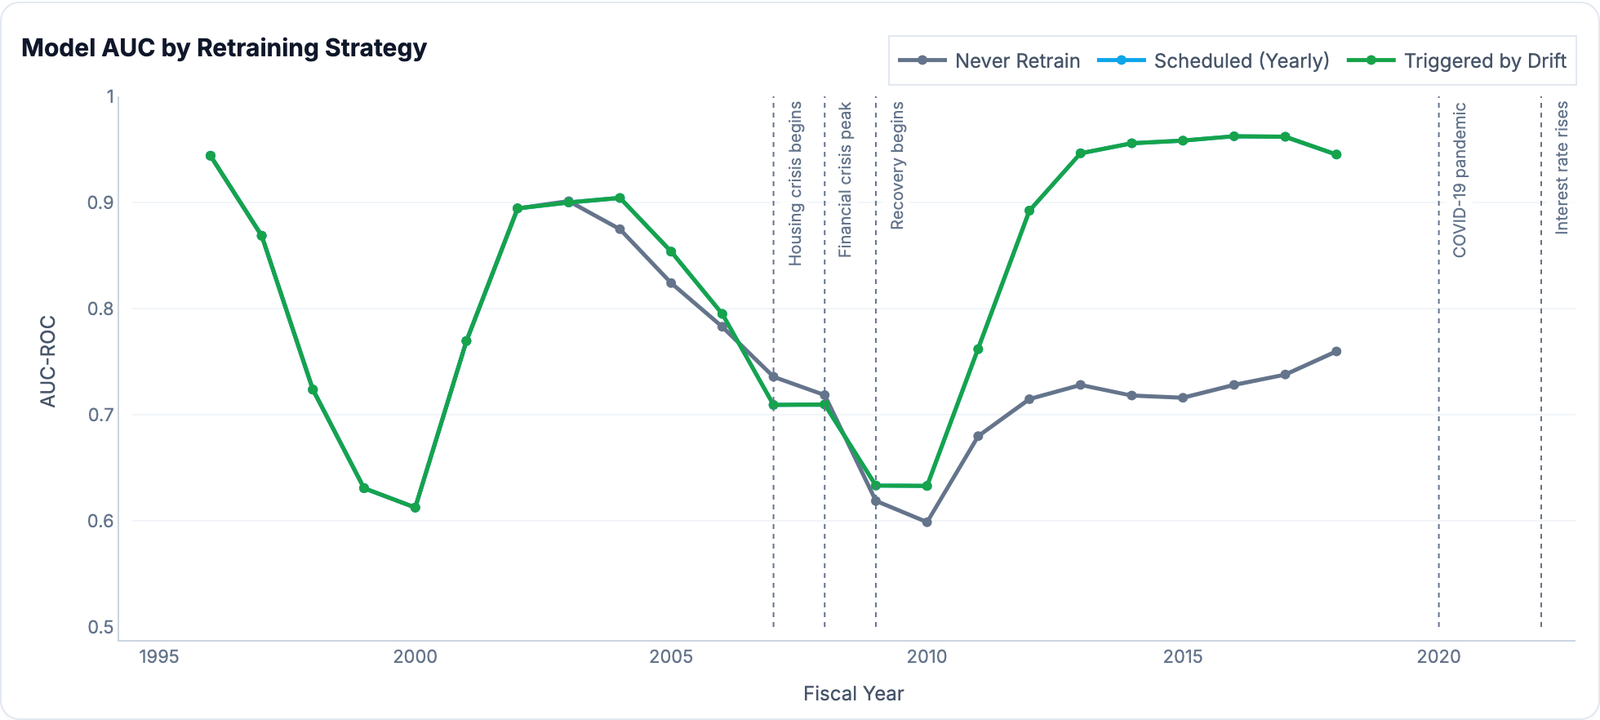 Model AUC by Retraining Strategy
Never Retrain
Scheduled (Yearly)
Triggered by Drift
1
0.9
0.8
0.7
0.6
0.5
AUC-ROC
Housing crisis begins
Financial crisis peak
Recovery begins
COVID-19 pandemic
Interest rate rises
1995
2000
2005
2010
2015
2020
Fiscal Year